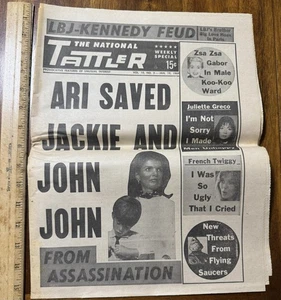 LBJ-KENNEDY FEUD
THE NATIONAL
TATTLER
WEEKLY
SPECIAL
15¢
ARI SAVED
JACKIE AND
JOHN
JOHN
FROM
ASSASSINATION
Zsa Zsa
Gabor
In Male
Koo-Koo
Ward
Juliette Greco
I'm Not
Sorry
I Made
French Twiggy
I Was
So
Ugly
That I Cried
New
Threats
From
Flying
Saucers